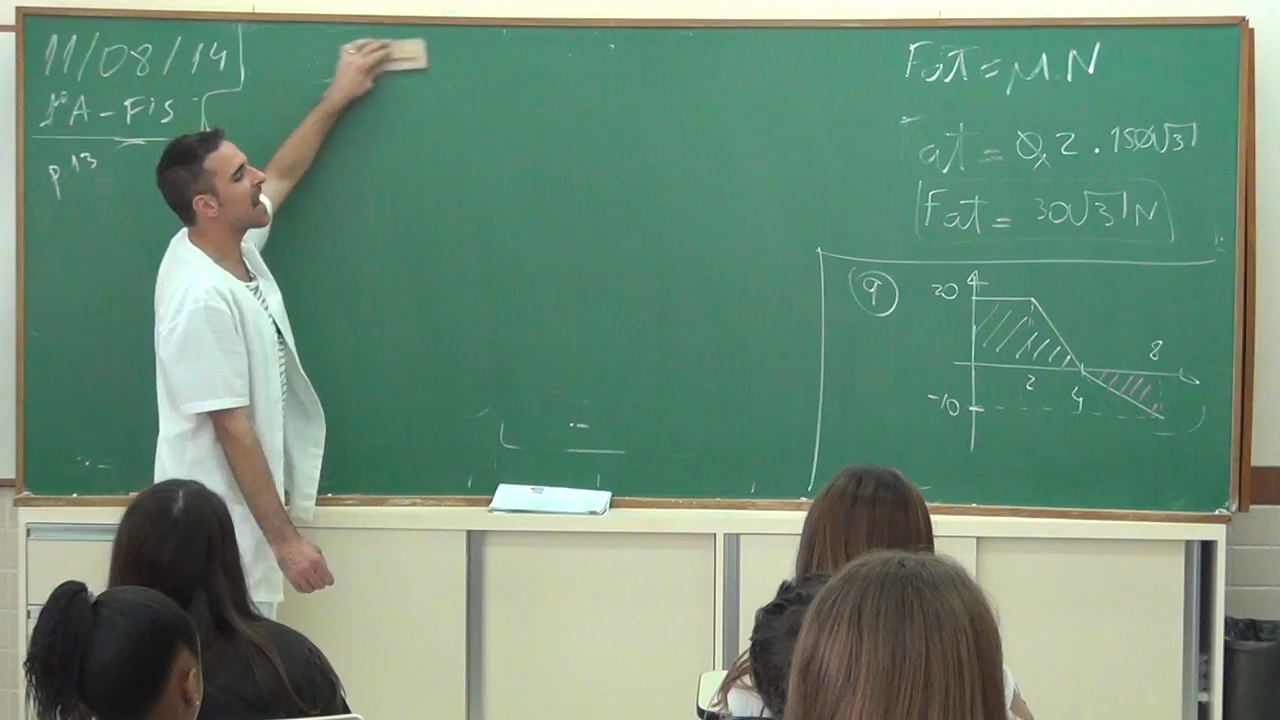 11/08/14
1ºA - Fis
p 13
Fat = μ N
Fat = 0,2 . 150√3
Fat = 30√3 N
9
20
8
2
4
-10